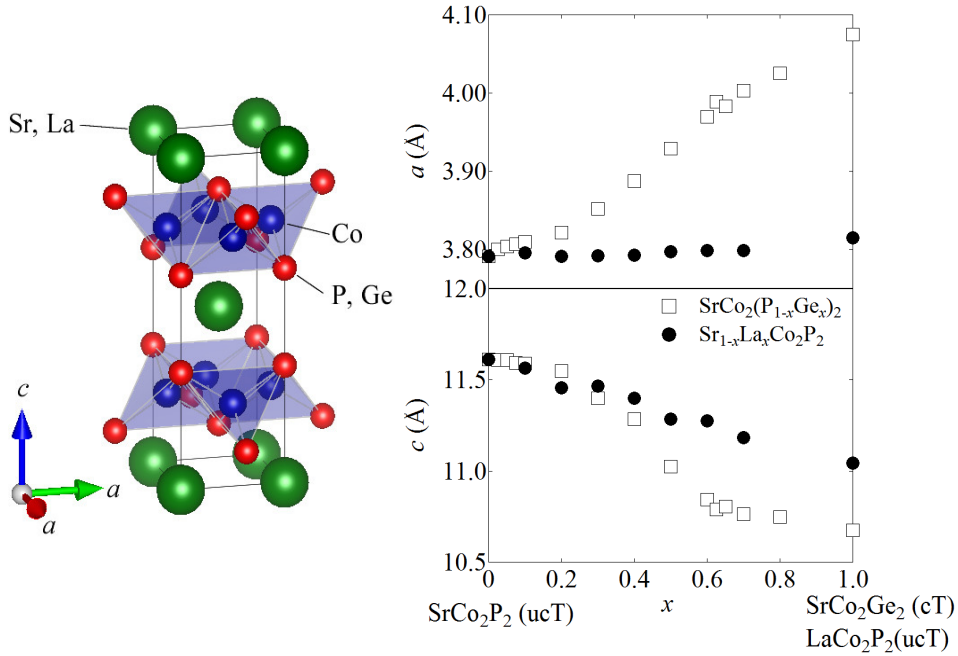 Sr, La
Co
P, Ge
c
a
a
4.10
4.00
3.90
3.80
a (Å)
12.0
11.5
11.0
10.5
c (Å)
SrCo₂(P₁₋ₓGeₓ)₂
Sr₁₋ₓLaₓCo₂P₂
0 0.2 0.4 0.6 0.8 1.0
x
SrCo₂P₂ (ucT)
SrCo₂Ge₂ (cT)
LaCo₂P₂(ucT)